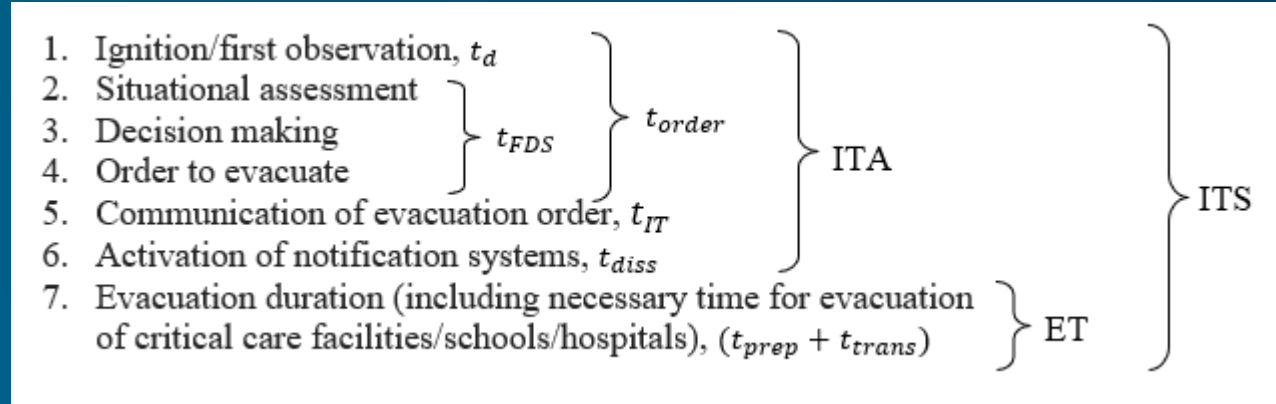 1. Ignition/first observation, t_d
2. Situational assessment
3. Decision making
4. Order to evacuate
t_FDS
t_order
5. Communication of evacuation order, t_IT
6. Activation of notification systems, t_diss
ITA
7. Evacuation duration (including necessary time for evacuation
of critical care facilities/schools/hospitals), (t_prep + t_trans)
ET
ITS